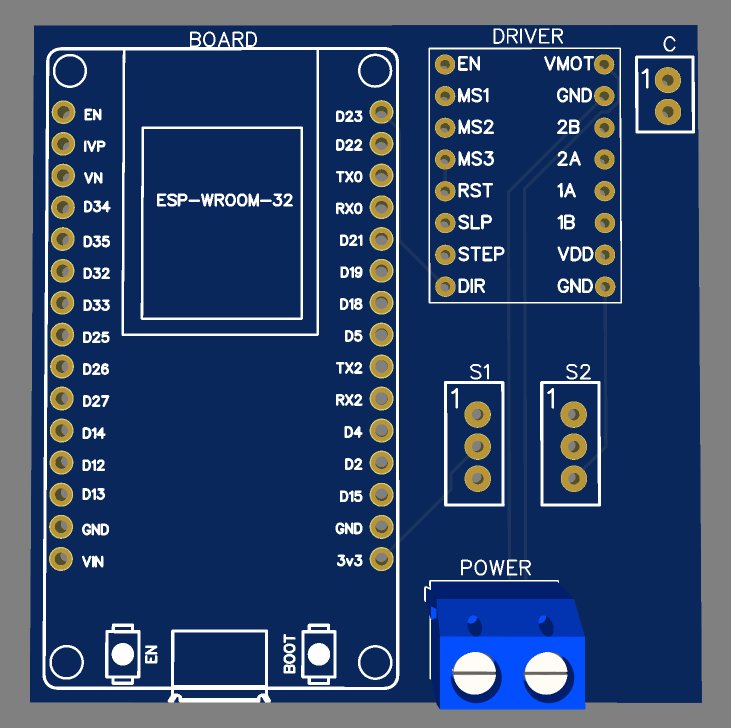 BOARD
DRIVER
C
EN
VMOT
1
MS1
GND
EN
D23
MS2
2B
IVP
D22
MS3
2A
VN
TX0
RST
1A
D34
ESP-WROOM-32
RX0
SLP
1B
D35
D21
STEP
VDD
D32
D19
DIR
GND
D33
D18
D25
D5
D26
TX2
S1
S2
D27
RX2
1
1
D14
D4
D12
D2
D13
D15
GND
GND
VIN
3v3
POWER
EN
BOOT